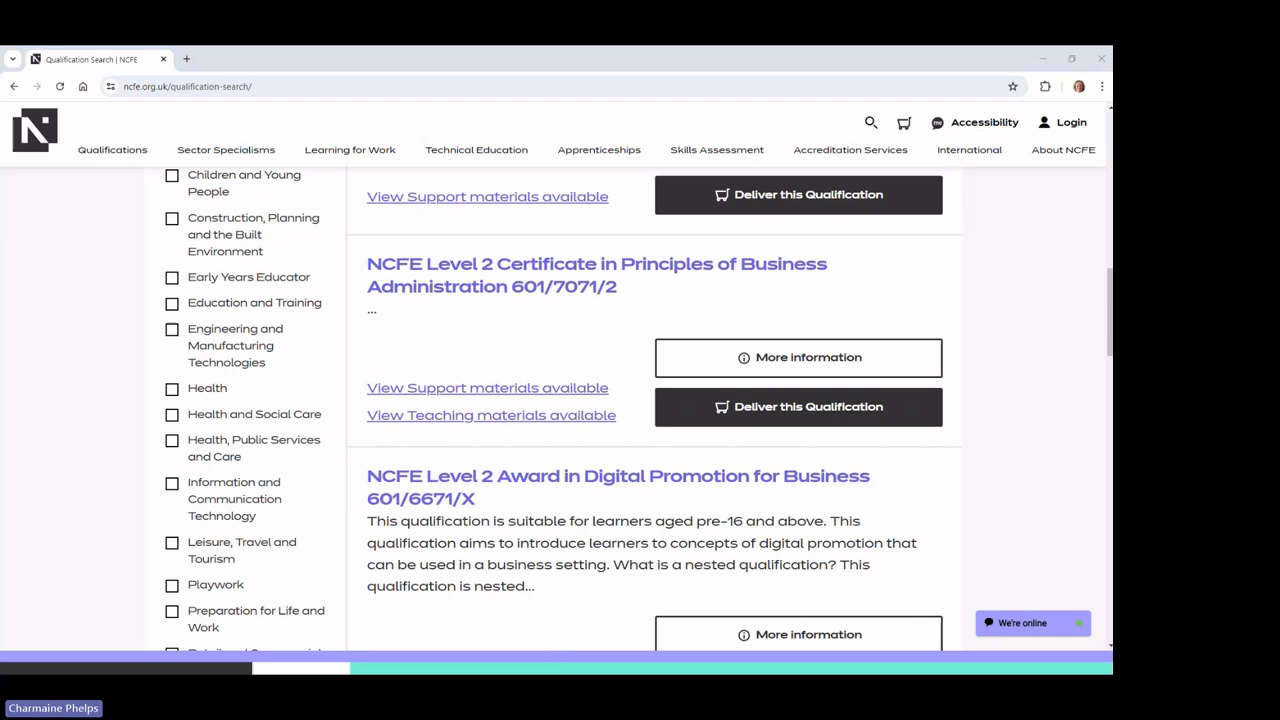 Qualification Search | NCFE
ncfe.org.uk/qualification-search/
N
me
Accessibility
Login
Qualifications
Sector Specialisms
Learning for Work
Technical Education
Apprenticeships
Skills Assessment
Accreditation Services
International
About NCFE
Children and Young
People
Construction, Planning
and the Built
Environment
Early Years Educator
Education and Training
Engineering and
Manufacturing
Technologies
Health
Health and Social Care
Health, Public Services
and Care
Information and
Communication
Technology
Leisure, Travel and
Tourism
Playwork
Preparation for Life and
Work
View Support materials available
Deliver this Qualification
NCFE Level 2 Certificate in Principles of Business
Administration 601/7071/2
...
More information
View Support materials available
Deliver this Qualification
View Teaching materials available
NCFE Level 2 Award in Digital Promotion for Business
601/6671/X
This qualification is suitable for learners aged pre-16 and above. This
qualification aims to introduce learners to concepts of digital promotion that
can be used in a business setting. What is a nested qualification? This
qualification is nested...
More information
We're online
Charmaine Phelps